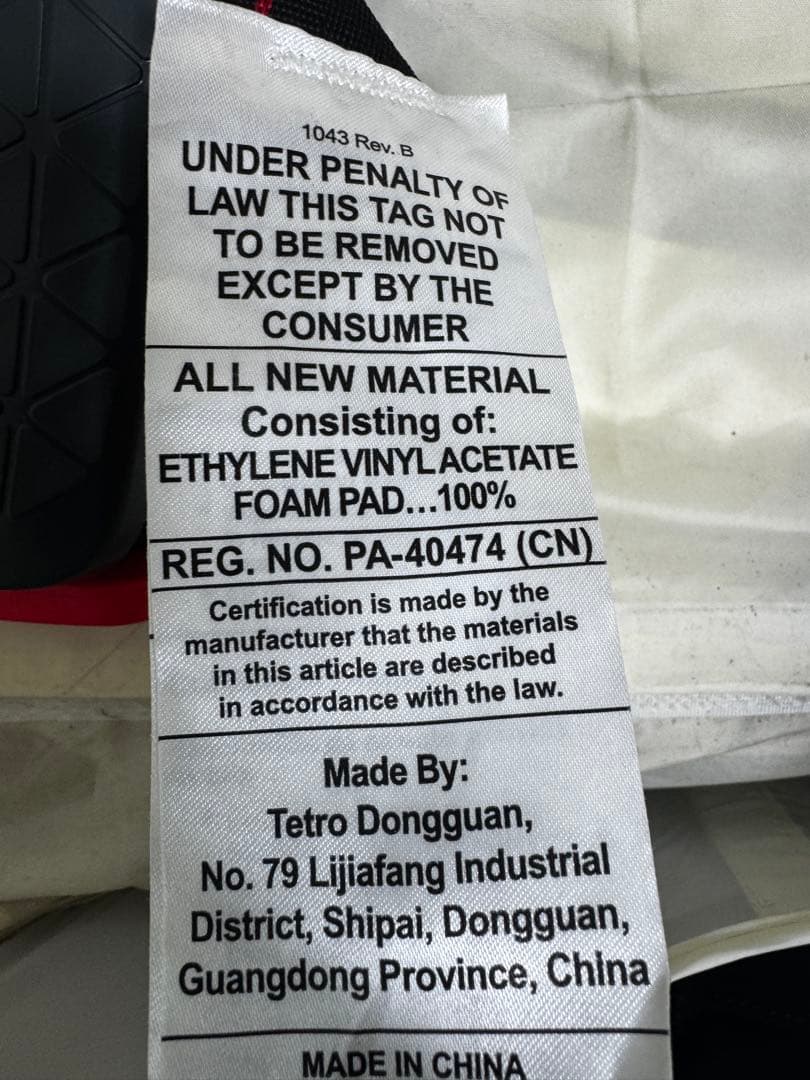 1043 Rev. B
UNDER PENALTY OF
LAW THIS TAG NOT
TO BE REMOVED
EXCEPT BY THE
CONSUMER
ALL NEW MATERIAL
Consisting of:
ETHYLENE VINYL ACETATE
FOAM PAD...100%
REG. NO. PA-40474 (CN)
Certification is made by the
manufacturer that the materials
in this article are described
in accordance with the law.
Made By:
Tetro Dongguan,
No. 79 Lijiafang Industrial
District, Shipai, Dongguan,
Guangdong Province, China
MADE IN CHINA